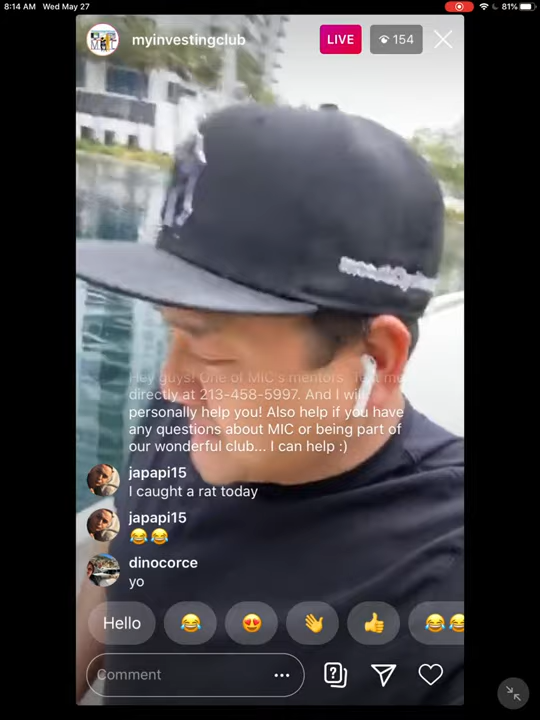 8:14 AM Wed May 27
81%
myinvestingclub
LIVE
154
Hey guys! One of MIC's mentors. Text me
directly at 213-458-5997. And I will
personally help you! Also help if you have
any questions about MIC or being part of
our wonderful club... I can help :)
japapi15
I caught a rat today
japapi15
😂😂
dinocorce
yo
Hello 😂 😍 👋 👍 😂😂
Comment